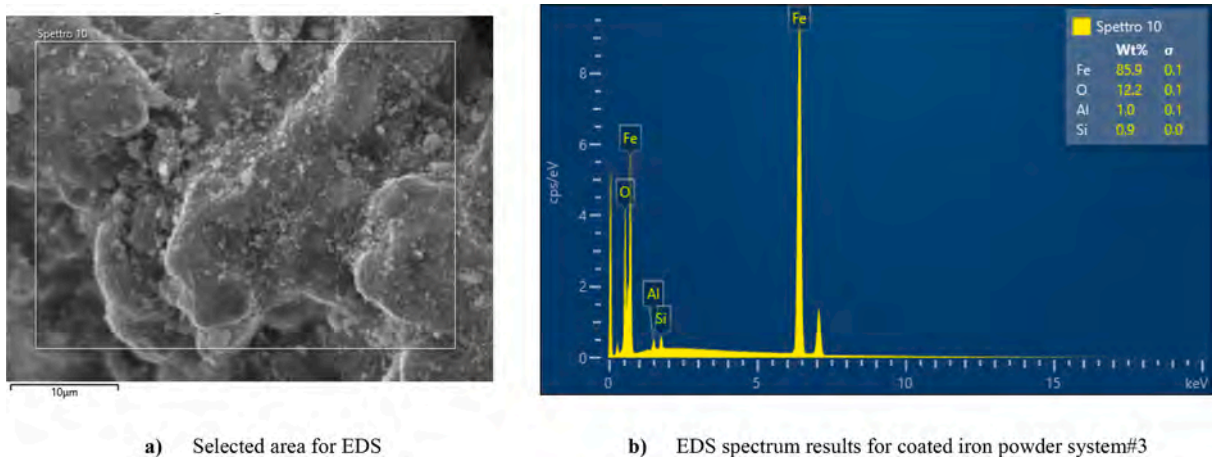 Spettro 10
10µm
Fe
Fe
O
Al
Si
Spettro 10
Wt% σ
Fe 85.9 0.1
O 12.2 0.1
Al 1.0 0.1
Si 0.9 0.0
cps/eV
8
6
4
2
0
0 5 10 15 keV
a) Selected area for EDS
b) EDS spectrum results for coated iron powder system#3